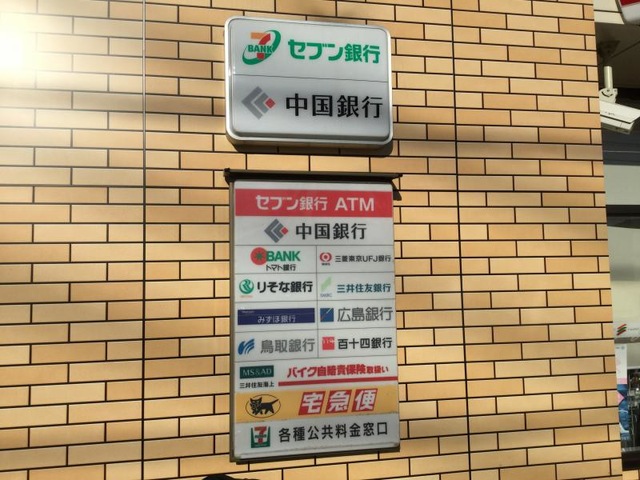 7 BANK セブン銀行
中国銀行
セブン銀行 ATM
中国銀行
BANK トマト銀行
三菱東京UFJ銀行
りそな銀行
三井住友銀行
みずほ銀行
広島銀行
鳥取銀行
百十四銀行
MS&AD 三井住友海上
バイク自賠責保険取扱い
宅急便
各種公共料金窓口